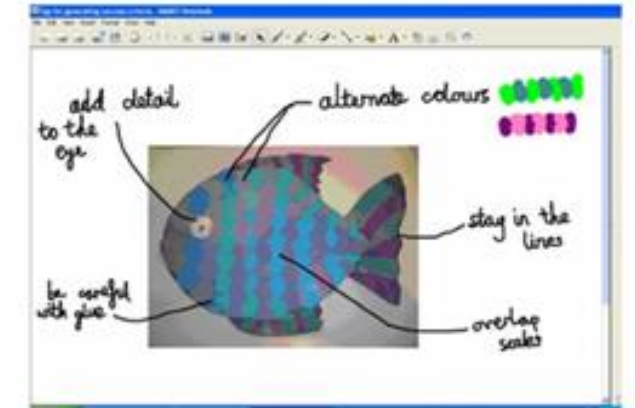 add detail
to the
eye
alternate colours
stay in the
lines
be careful
with glue
overlap
scales